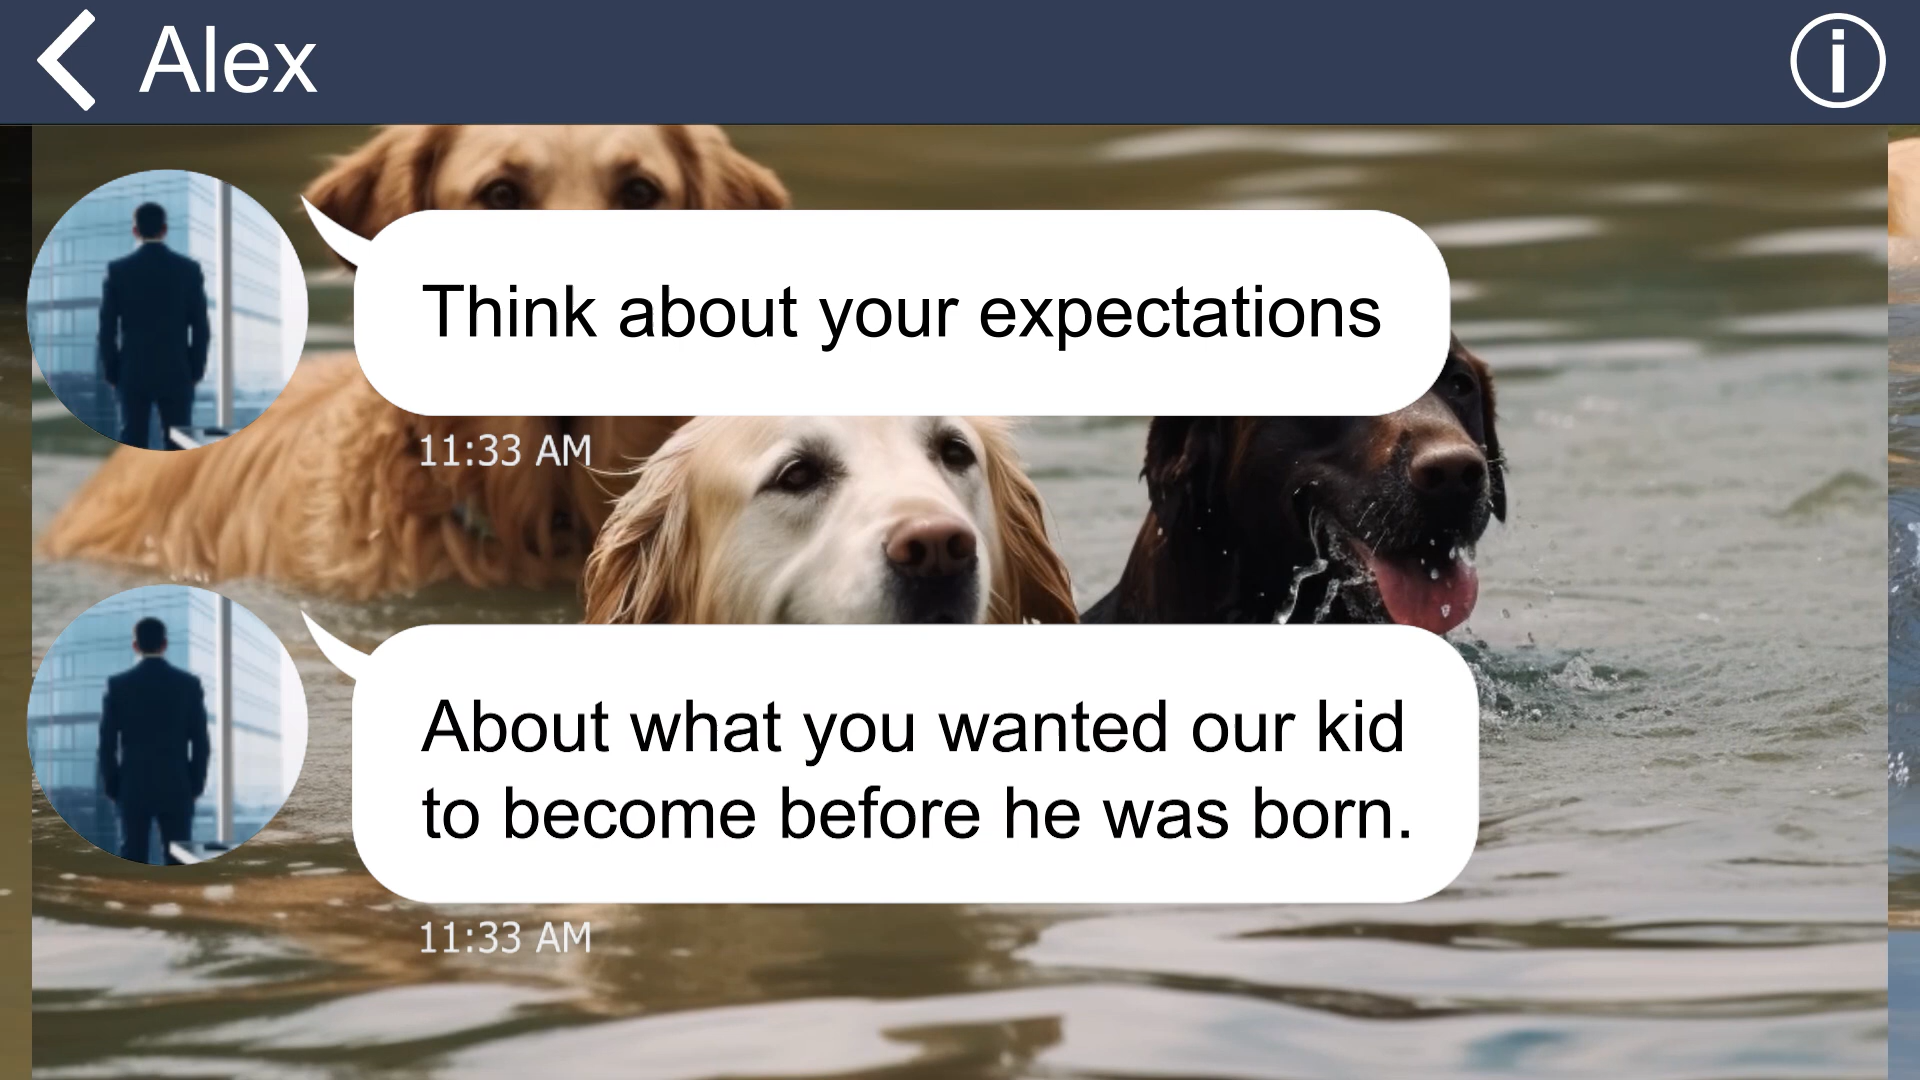 Alex
Think about your expectations
11:33 AM
About what you wanted our kid
to become before he was born.
11:33 AM